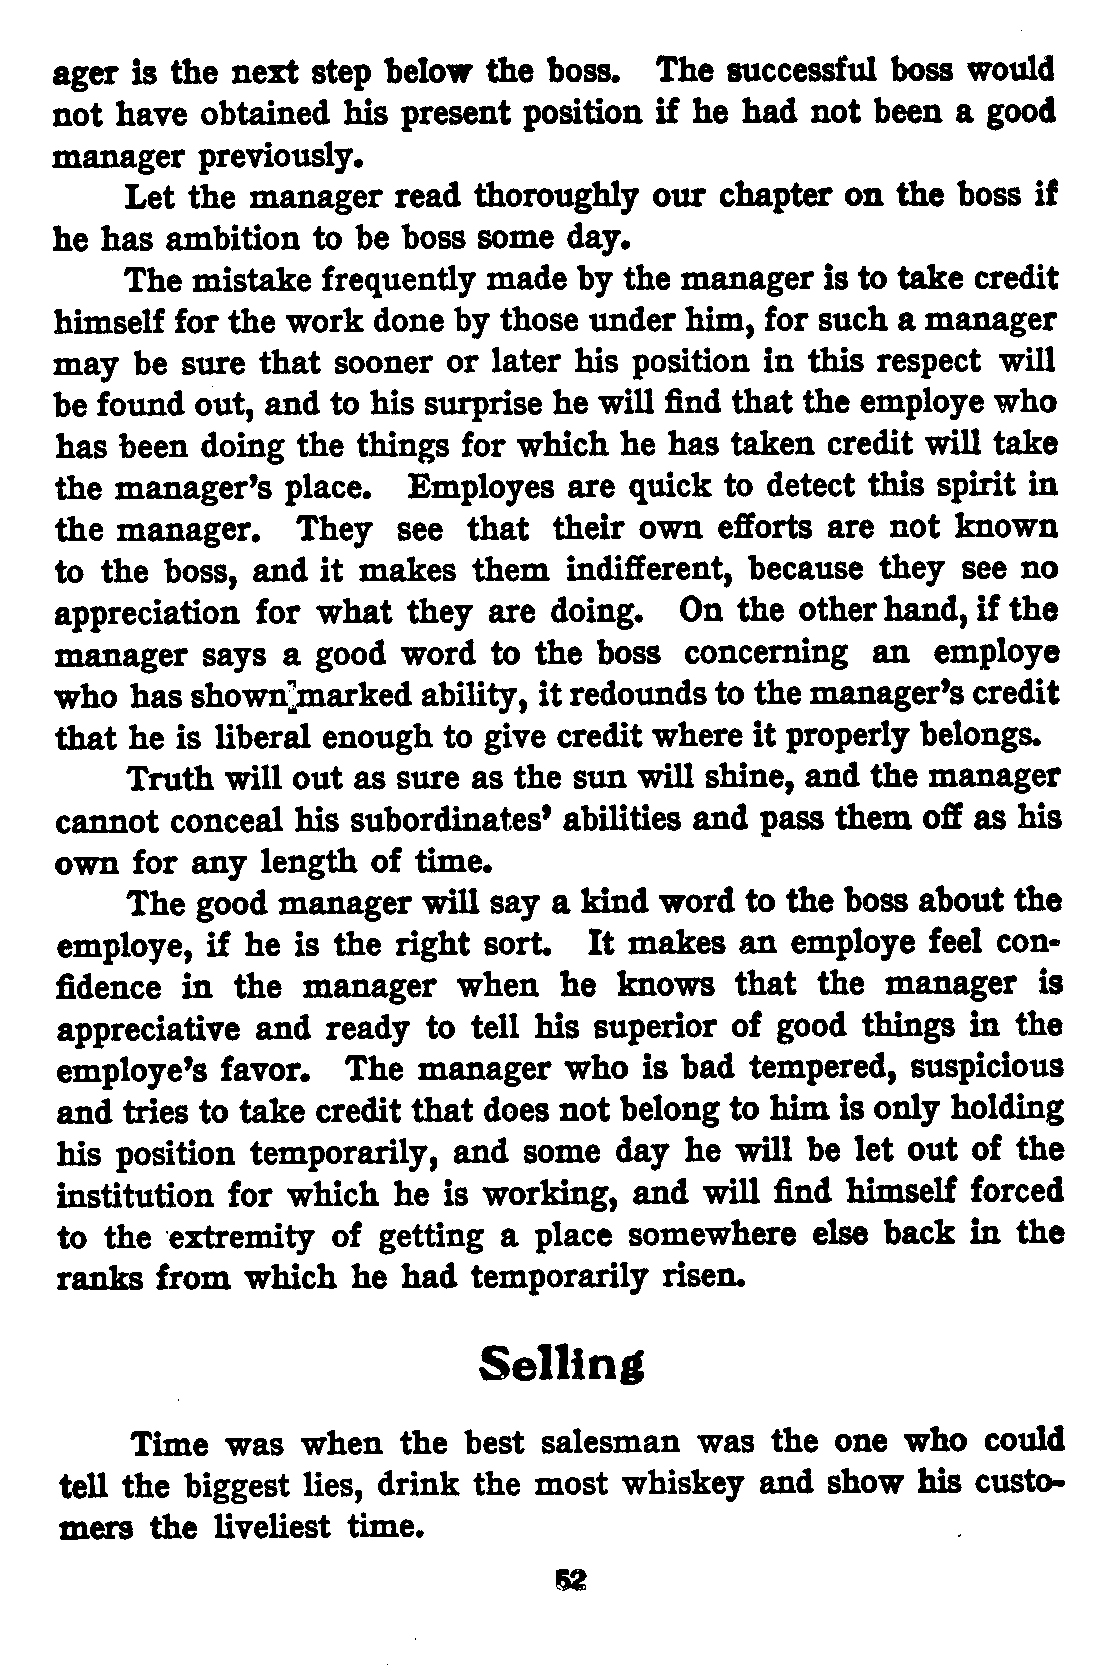 ager is the next step below the boss. The successful boss would
not have obtained his present position if he had not been a good
manager previously.
Let the manager read thoroughly our chapter on the boss if
he has ambition to be boss some day.
The mistake frequently made by the manager is to take credit
himself for the work done by those under him, for such a manager
may be sure that sooner or later his position in this respect will
be found out, and to his surprise he will find that the employe who
has been doing the things for which he has taken credit will take
the manager's place. Employes are quick to detect this spirit in
the manager. They see that their own efforts are not known
to the boss, and it makes them indifferent, because they see no
appreciation for what they are doing. On the other hand, if the
manager says a good word to the boss concerning an employe
who has shown marked ability, it redounds to the manager's credit
that he is liberal enough to give credit where it properly belongs.
Truth will out as sure as the sun will shine, and the manager
cannot conceal his subordinates' abilities and pass them off as his
own for any length of time.
The good manager will say a kind word to the boss about the
employe, if he is the right sort. It makes an employe feel con-
fidence in the manager when he knows that the manager is
appreciative and ready to tell his superior of good things in the
employe's favor. The manager who is bad tempered, suspicious
and tries to take credit that does not belong to him is only holding
his position temporarily, and some day he will be let out of the
institution for which he is working, and will find himself forced
to the extremity of getting a place somewhere else back in the
ranks from which he had temporarily risen.
Selling
Time was when the best salesman was the one who could
tell the biggest lies, drink the most whiskey and show his custo-
mers the liveliest time.
52